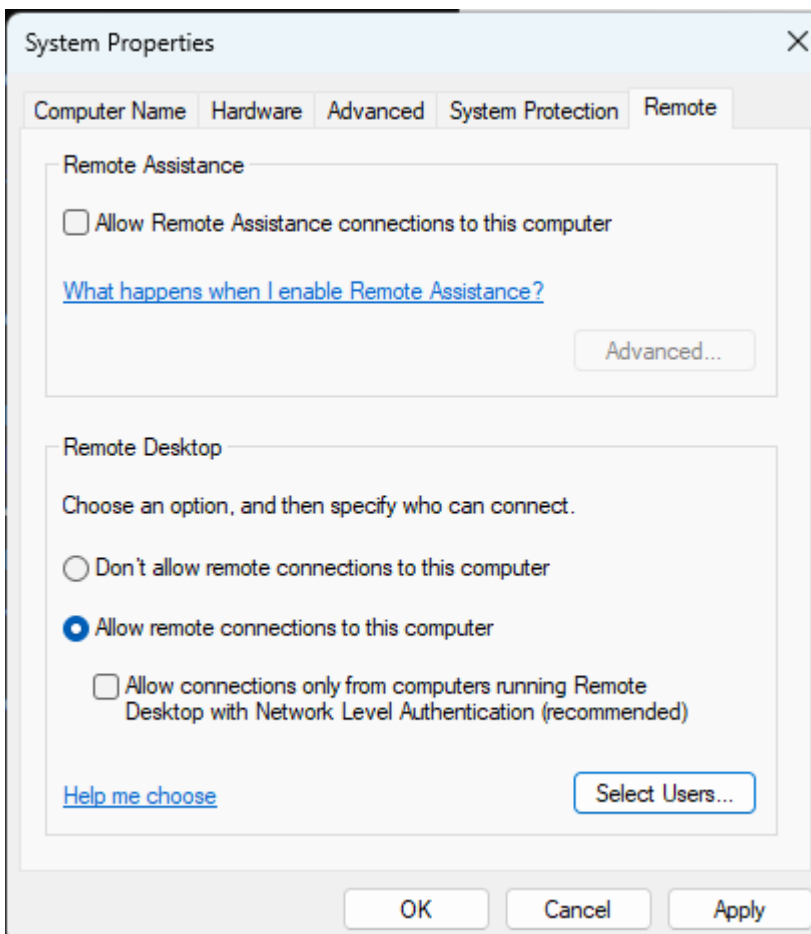 System Properties
Computer Name Hardware Advanced System Protection Remote
Remote Assistance
Allow Remote Assistance connections to this computer
What happens when I enable Remote Assistance?
Advanced...
Remote Desktop
Choose an option, and then specify who can connect.
Don't allow remote connections to this computer
Allow remote connections to this computer
Allow connections only from computers running Remote
Desktop with Network Level Authentication (recommended)
Help me choose Select Users...
OK Cancel Apply